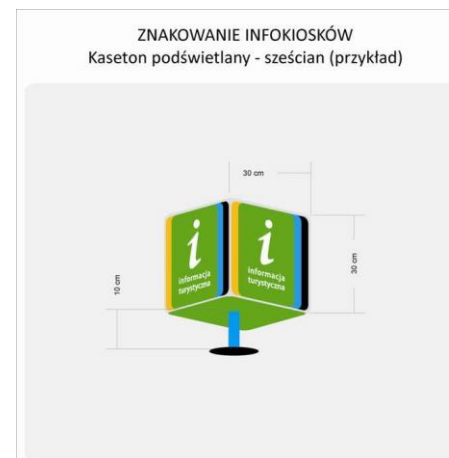 ZNAKOWANIE INFOKIOSKÓW
Kaseton podświetlany - sześcian (przykład)
30 cm
i
informacja
turystyczna
i
informacja
turystyczna
30 cm
10 cm